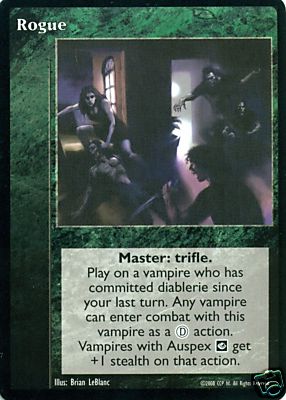 Rogue
Master: trifle.
Play on a vampire who has
committed diablerie since
your last turn. Any vampire
can enter combat with this
vampire as a Ⓓ action.
Vampires with Auspex get
+1 stealth on that action.
Illus: Brian LeBlanc ©2008 CCP hf. All Rights Reserved